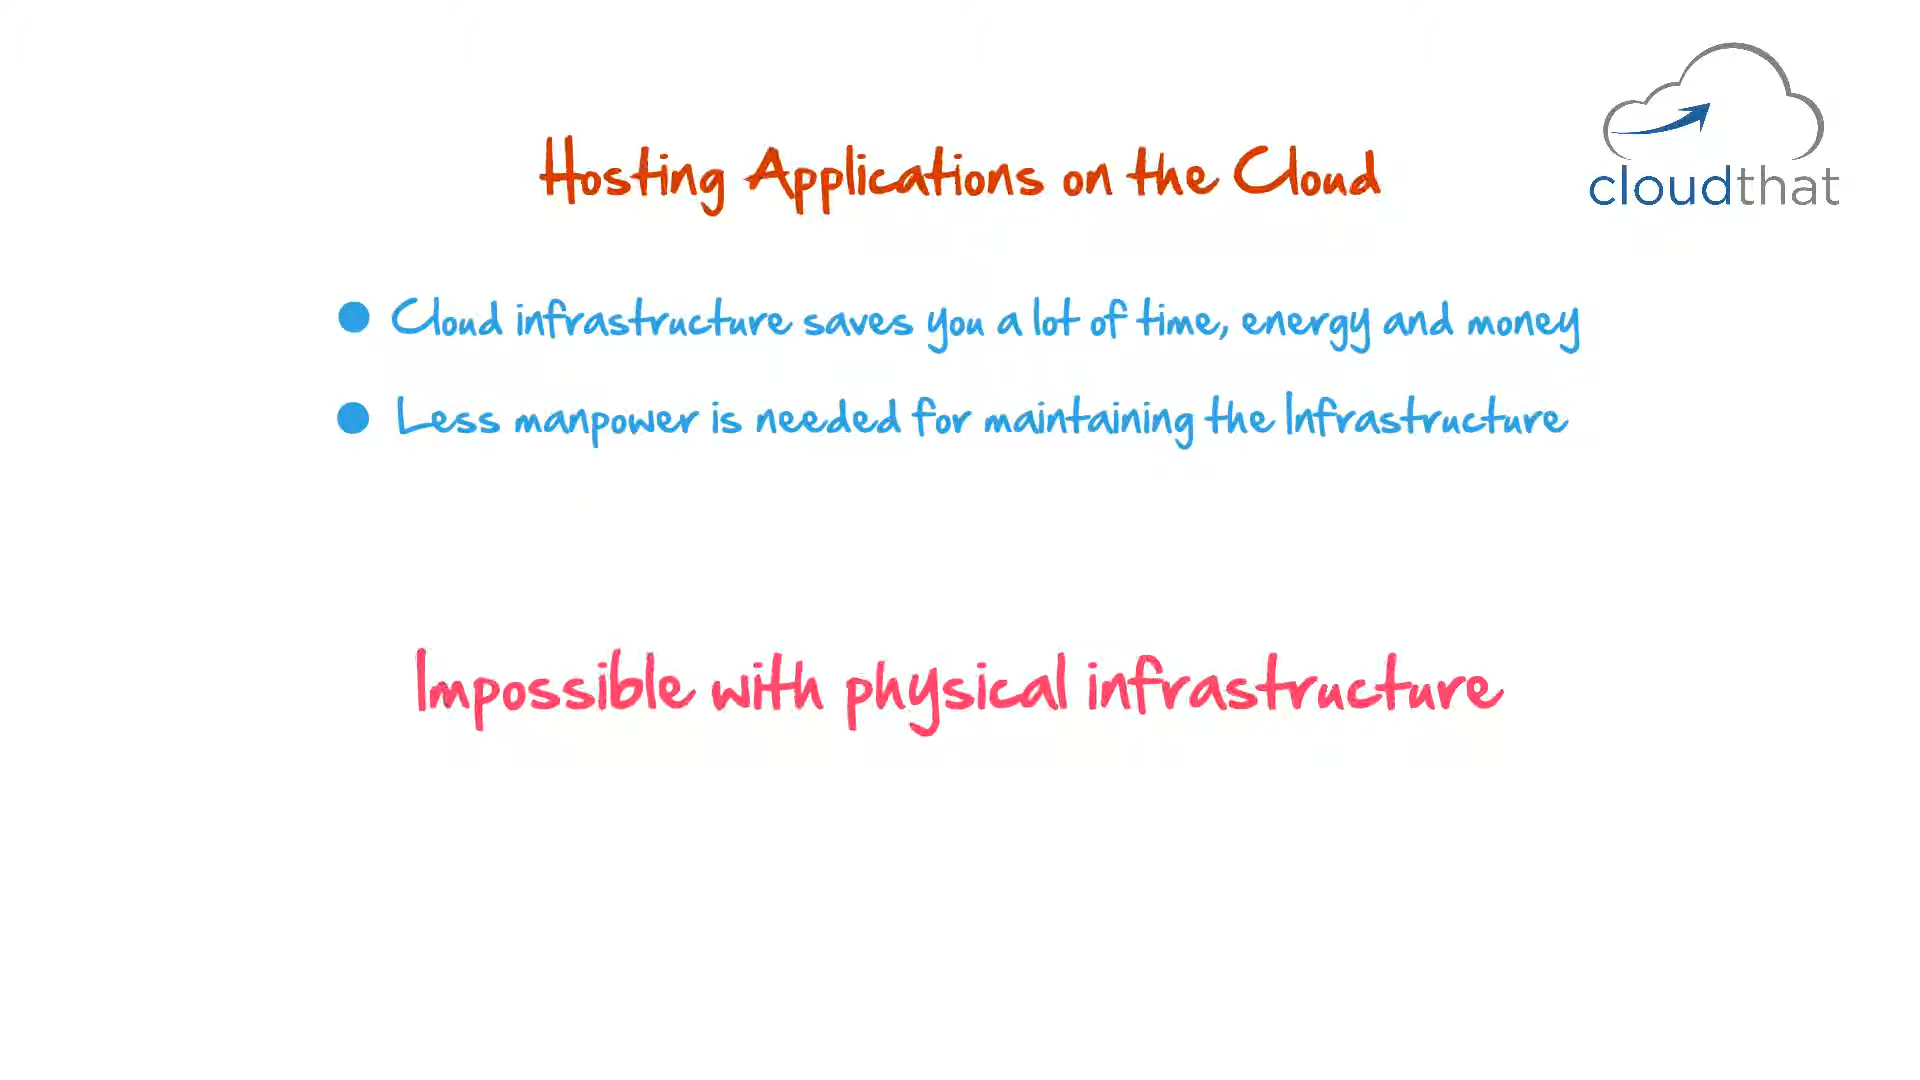 Hosting Applications on the Cloud
cloudthat
● Cloud infrastructure saves you a lot of time, energy and money
● Less manpower is needed for maintaining the Infrastructure
Impossible with physical infrastructure